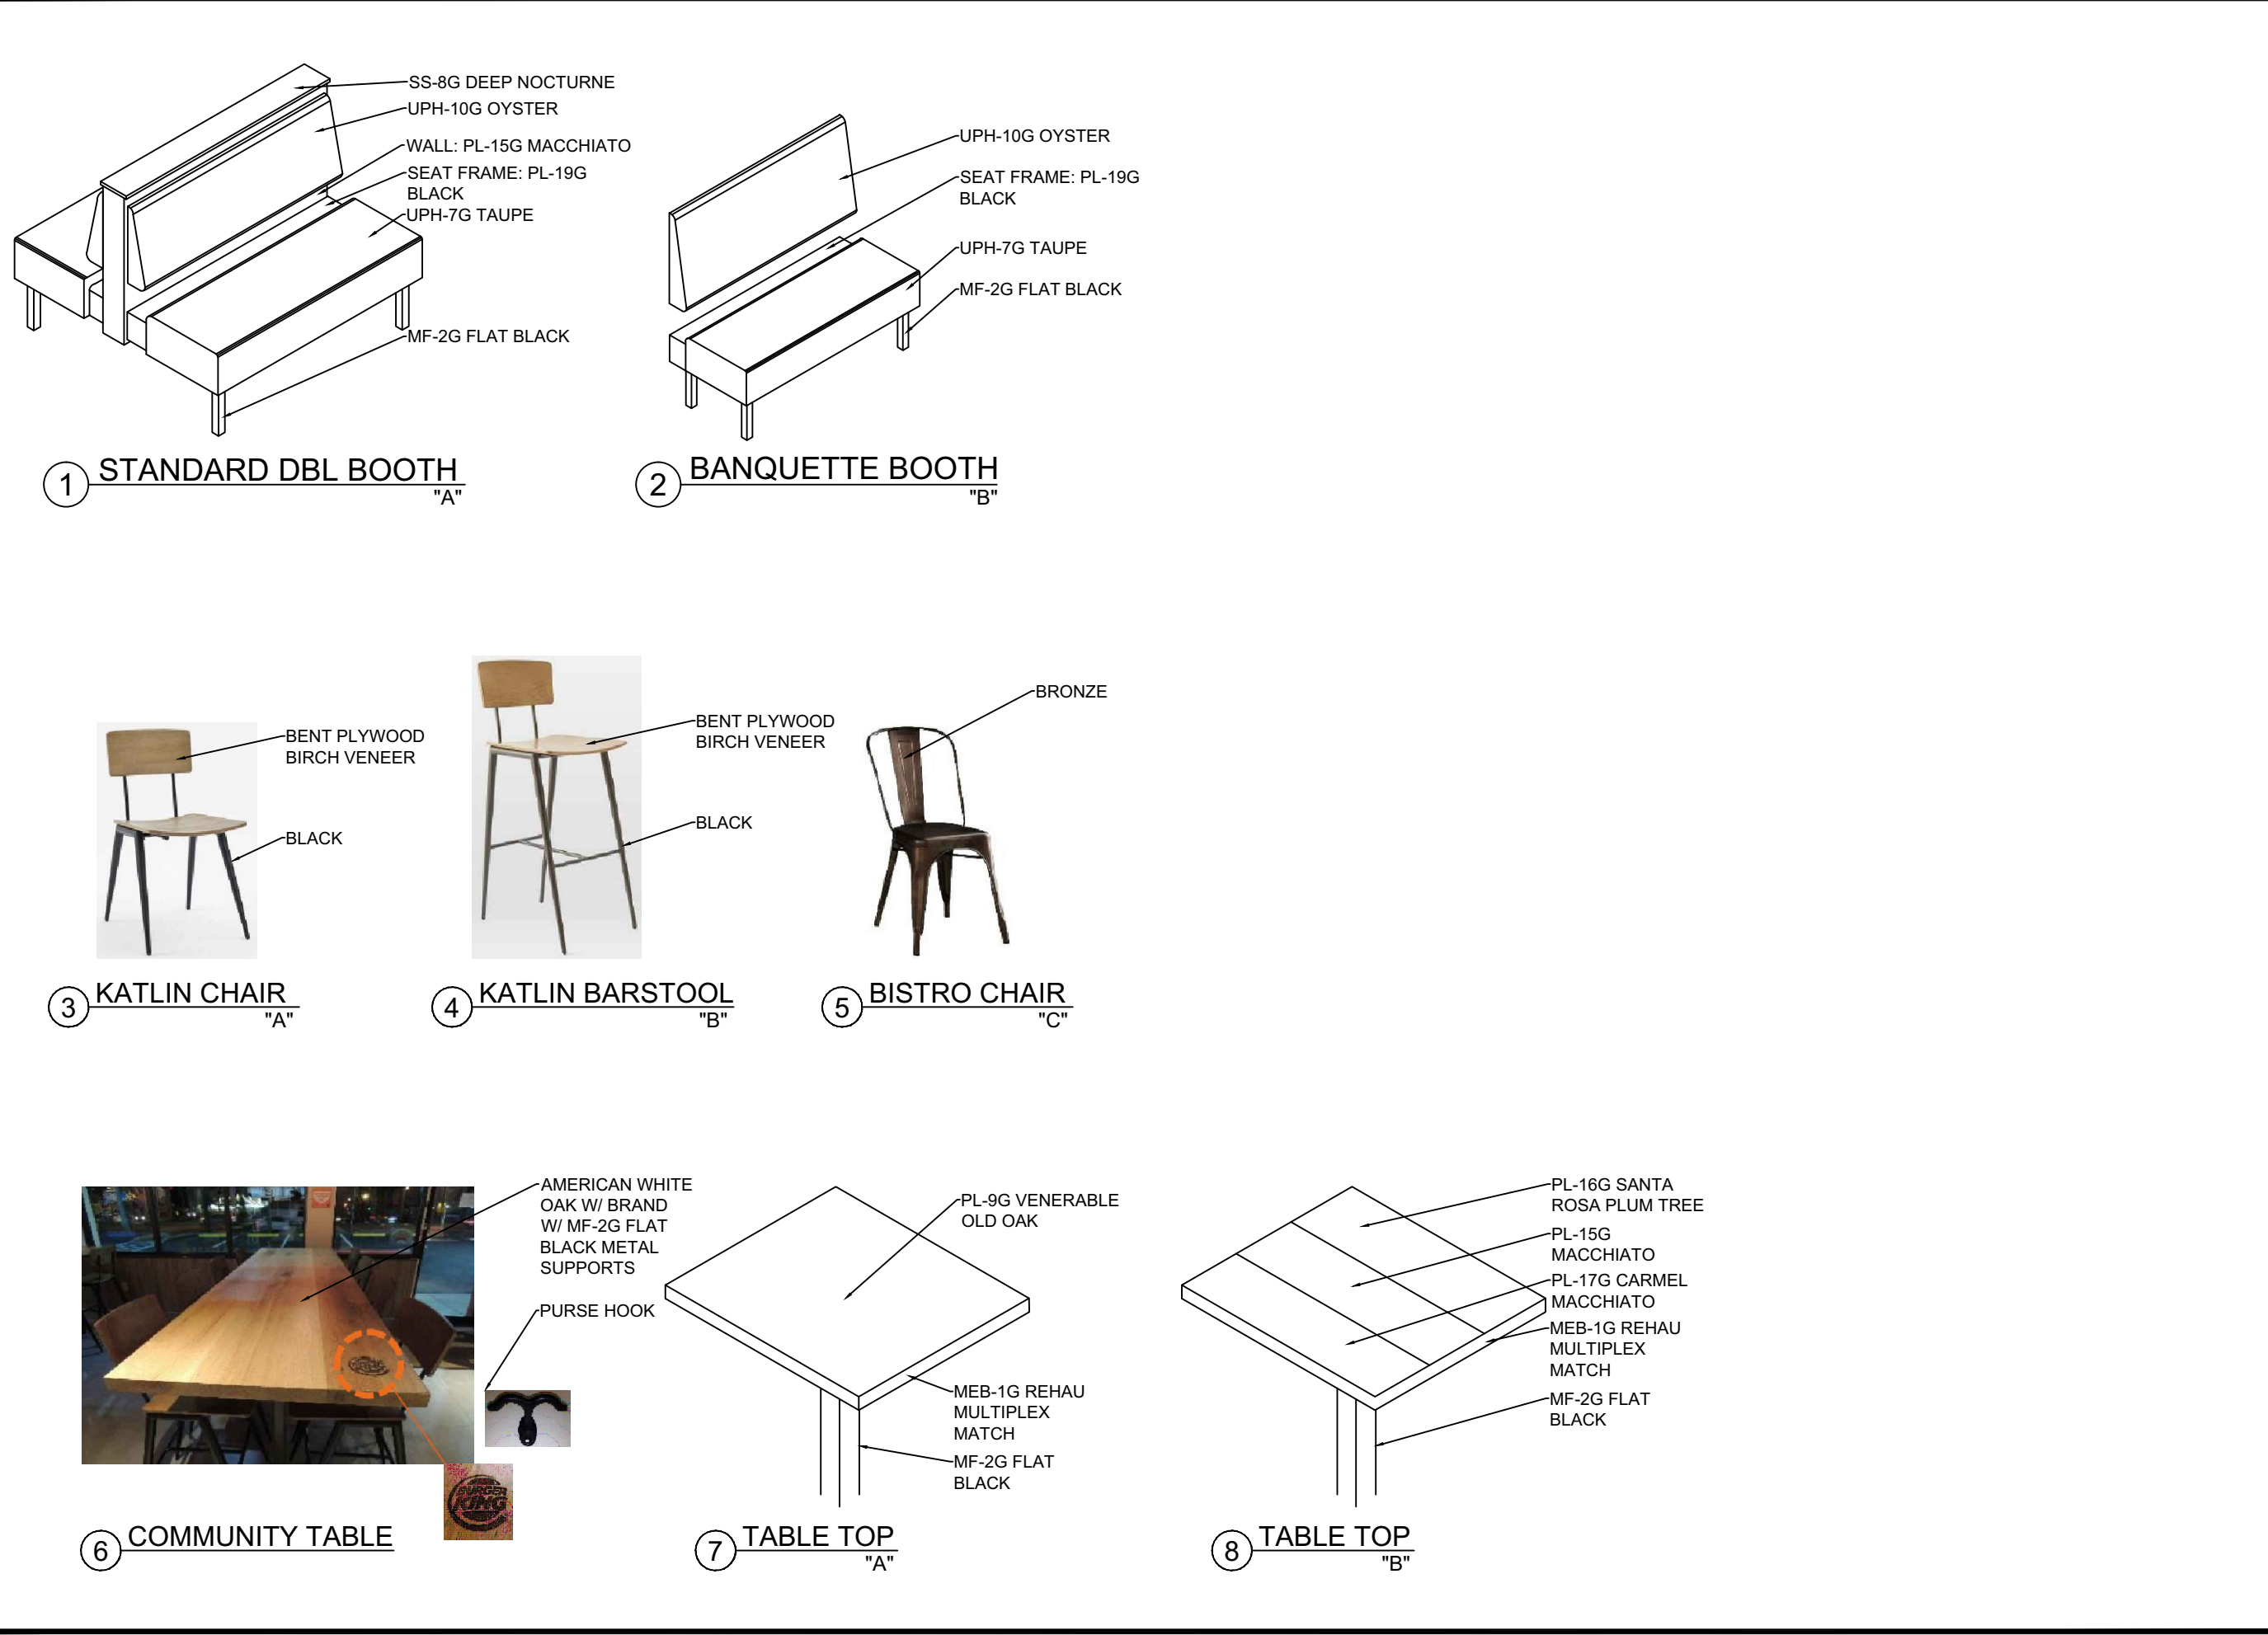 SS-8G DEEP NOCTURNE
UPH-10G OYSTER
WALL: PL-15G MACCHIATO
SEAT FRAME: PL-19G
BLACK
UPH-7G TAUPE
MF-2G FLAT BLACK
1 STANDARD DBL BOOTH
"A"
UPH-10G OYSTER
SEAT FRAME: PL-19G
BLACK
UPH-7G TAUPE
MF-2G FLAT BLACK
2 BANQUETTE BOOTH
"B"
BENT PLYWOOD
BIRCH VENEER
BLACK
3 KATLIN CHAIR
"A"
BENT PLYWOOD
BIRCH VENEER
BLACK
4 KATLIN BARSTOOL
"B"
BRONZE
5 BISTRO CHAIR
"C"
AMERICAN WHITE
OAK W/ BRAND
W/ MF-2G FLAT
BLACK METAL
SUPPORTS
PURSE HOOK
BURGER
KING
6 COMMUNITY TABLE
PL-9G VENERABLE
OLD OAK
MEB-1G REHAU
MULTIPLEX
MATCH
MF-2G FLAT
BLACK
7 TABLE TOP
"A"
PL-16G SANTA
ROSA PLUM TREE
PL-15G
MACCHIATO
PL-17G CARMEL
MACCHIATO
MEB-1G REHAU
MULTIPLEX
MATCH
MF-2G FLAT
BLACK
8 TABLE TOP
"B"